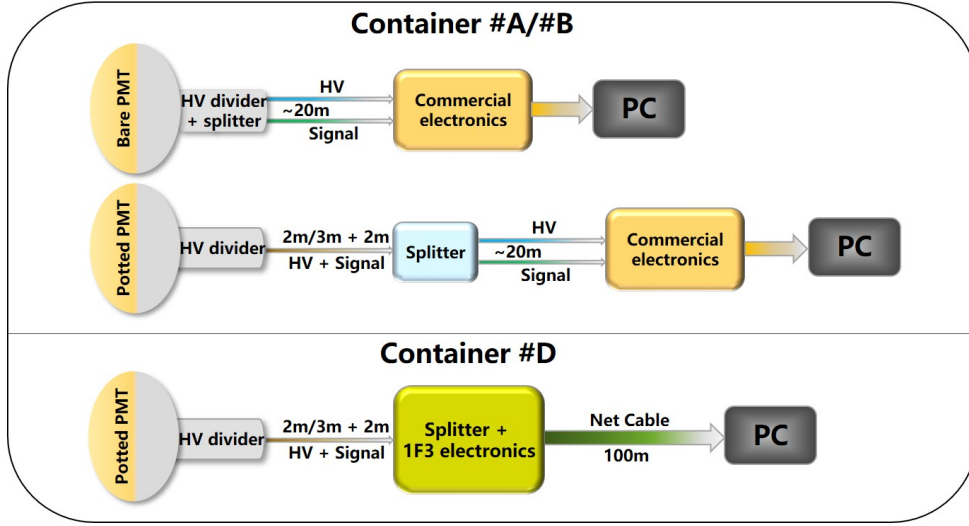 Container #A/#B
Bare PMT
HV divider
+ splitter
HV
~20m
Signal
Commercial
electronics
PC
Potted PMT
HV divider
2m/3m + 2m
HV + Signal
Splitter
HV
~20m
Signal
Commercial
electronics
PC
Container #D
Potted PMT
HV divider
2m/3m + 2m
HV + Signal
Splitter +
1F3 electronics
Net Cable
100m
PC